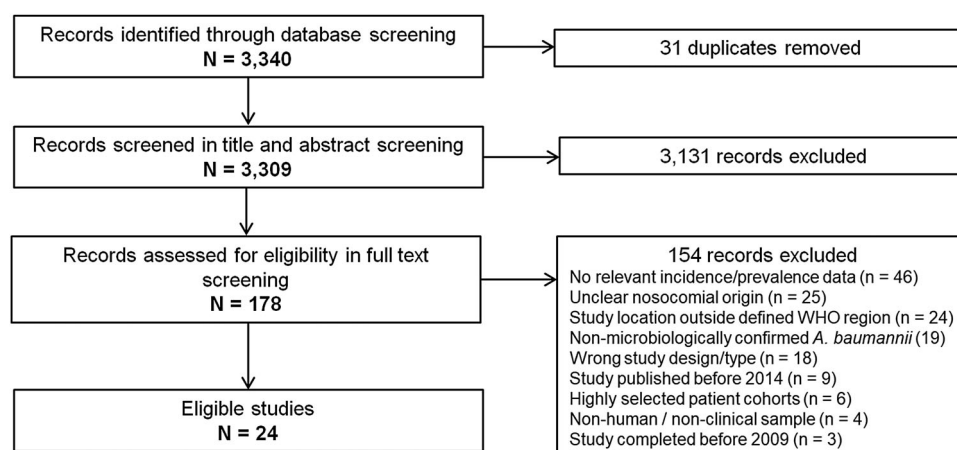 Records identified through database screening
N = 3,340
31 duplicates removed
Records screened in title and abstract screening
N = 3,309
3,131 records excluded
Records assessed for eligibility in full text
screening
N = 178
154 records excluded
No relevant incidence/prevalence data (n = 46)
Unclear nosocomial origin (n = 25)
Study location outside defined WHO region (n = 24)
Non-microbiologically confirmed A. baumannii (19)
Wrong study design/type (n = 18)
Study published before 2014 (n = 9)
Highly selected patient cohorts (n = 6)
Non-human / non-clinical sample (n = 4)
Study completed before 2009 (n = 3)
Eligible studies
N = 24